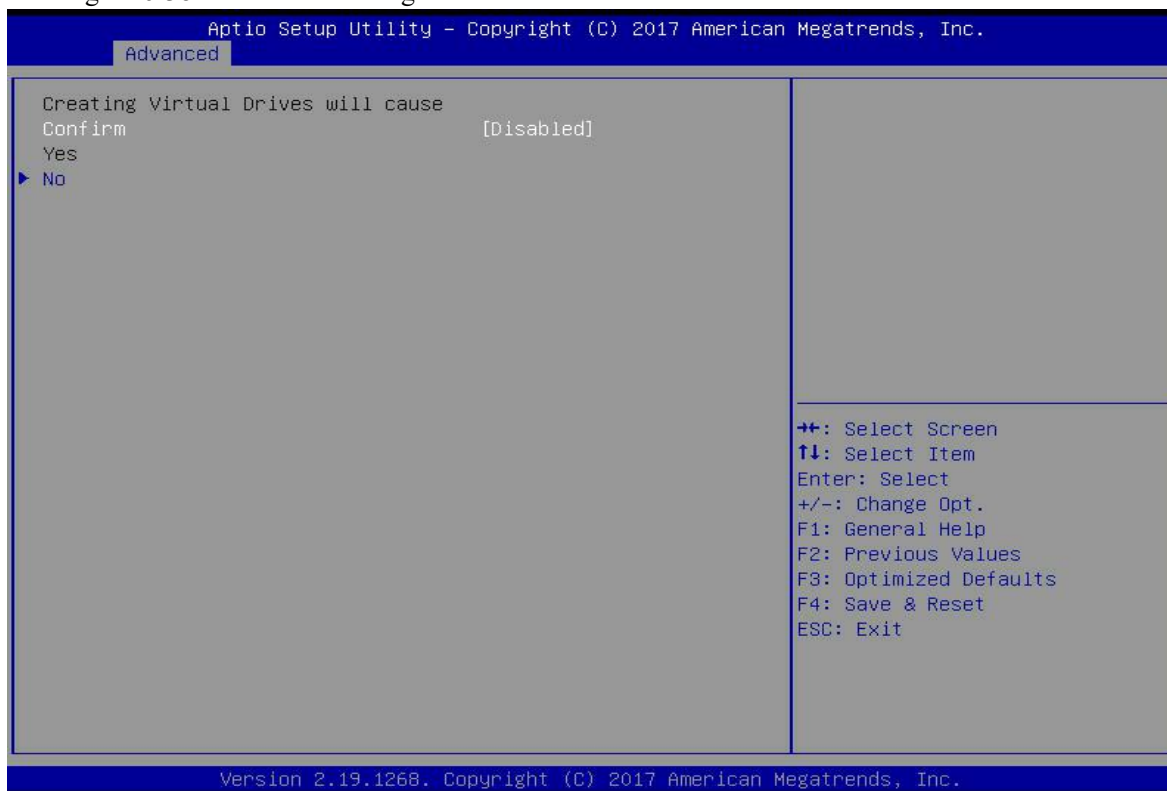 Aptio Setup Utility – Copyright (C) 2017 American Megatrends, Inc.
Advanced
Creating Virtual Drives will cause
Confirm [Disabled]
Yes
► No
→←: Select Screen
↑↓: Select Item
Enter: Select
+/-: Change Opt.
F1: General Help
F2: Previous Values
F3: Optimized Defaults
F4: Save & Reset
ESC: Exit
Version 2.19.1268. Copyright (C) 2017 American Megatrends, Inc.